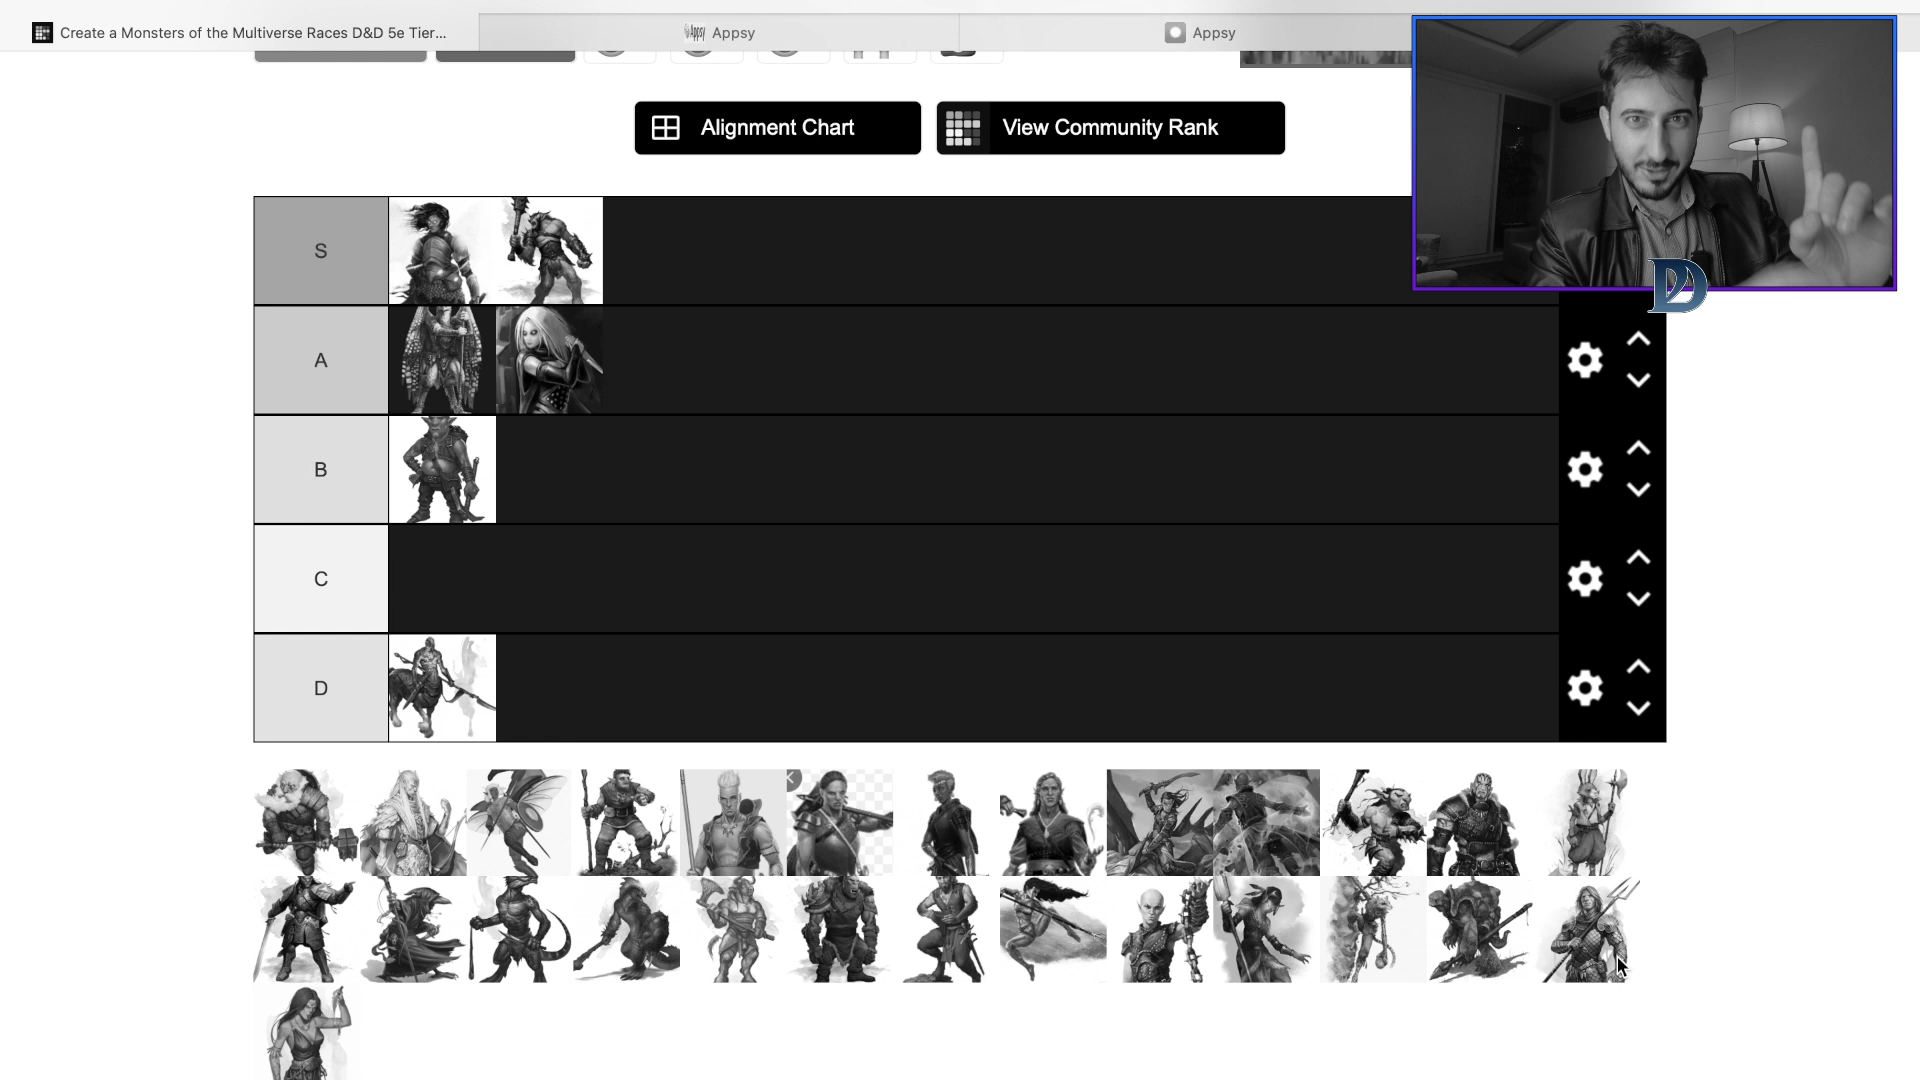 Create a Monsters of the Multiverse Races D&D 5e Tier...
Appsy
Appsy
Alignment Chart
View Community Rank
S
A
B
C
D